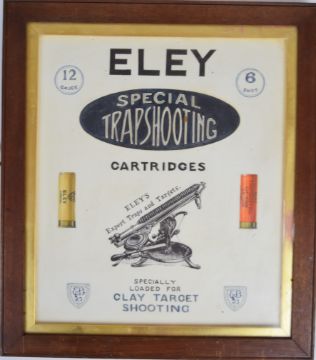 ELEY
12
GAUGE
6
SHOT
SPECIAL
TRAPSHOOTING
CARTRIDGES
ELEY'S
Expert Traps and Targets.
SPECIALLY
LOADED FOR
CLAY TARGET
SHOOTING